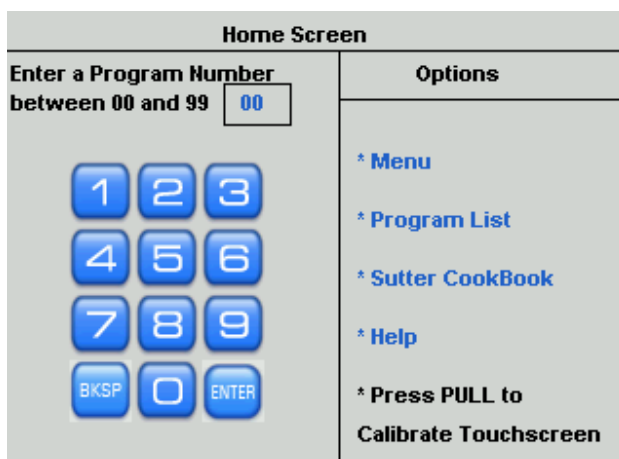 Home Screen
Enter a Program Number
between 00 and 99 00
1 2 3
4 5 6
7 8 9
BKSP 0 ENTER
Options
* Menu
* Program List
* Sutter CookBook
* Help
* Press PULL to
Calibrate Touchscreen